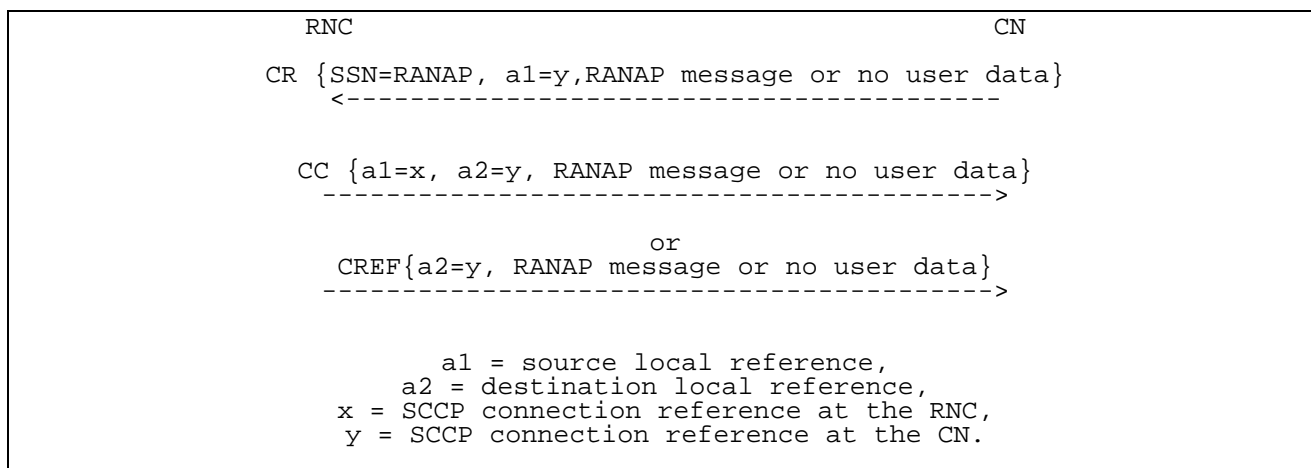 RNC CN
CR {SSN=RANAP, a1=y,RANAP message or no user data}
<-----------------------------------------
CC {a1=x, a2=y, RANAP message or no user data}
------------------------------------------>
or
CREF{a2=y, RANAP message or no user data}
------------------------------------------>
a1 = source local reference,
a2 = destination local reference,
x = SCCP connection reference at the RNC,
y = SCCP connection reference at the CN.